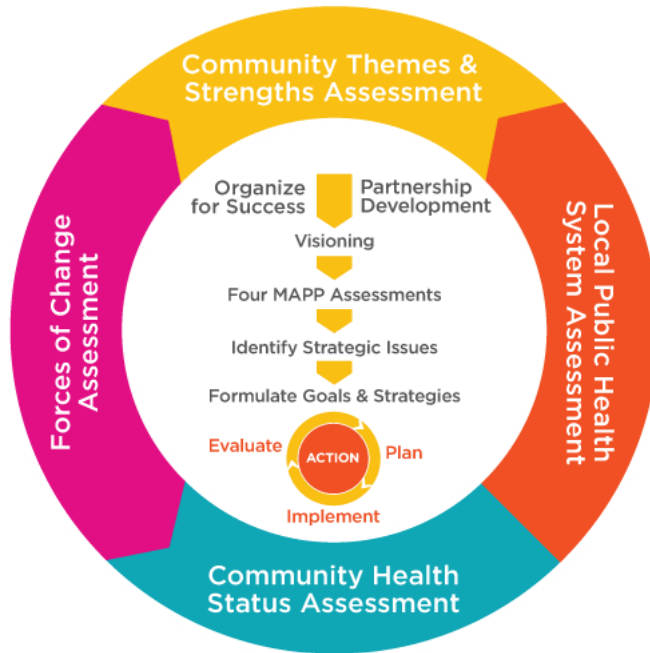 Community Themes &
Strengths Assessment
Local Public Health
System Assessment
Community Health
Status Assessment
Forces of Change
Assessment
Organize
for Success
Partnership
Development
Visioning
Four MAPP Assessments
Identify Strategic Issues
Formulate Goals & Strategies
Evaluate
ACTION
Plan
Implement